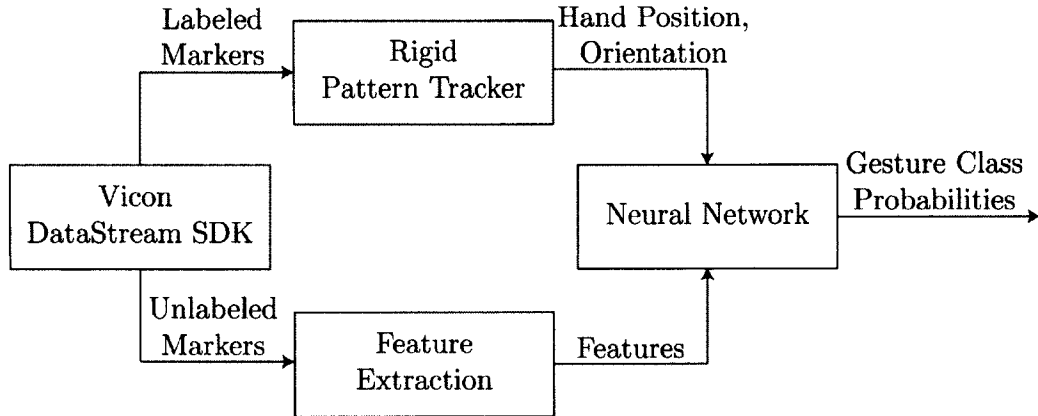 Labeled
Markers
Rigid
Pattern Tracker
Hand Position,
Orientation
Vicon
DataStream SDK
Neural Network
Gesture Class
Probabilities
Unlabeled
Markers
Feature
Extraction
Features